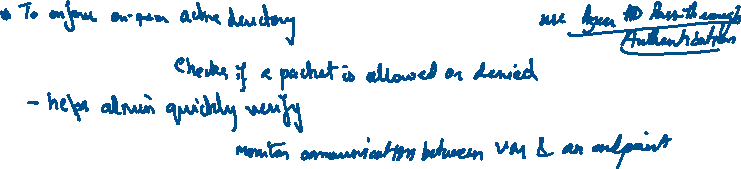 * To enforce on-prem active directory use Azure AD Pass-through
Authentication
Checks if a packet is allowed or denied
- helps admin quickly verify
monitor communication between VM & an endpoint